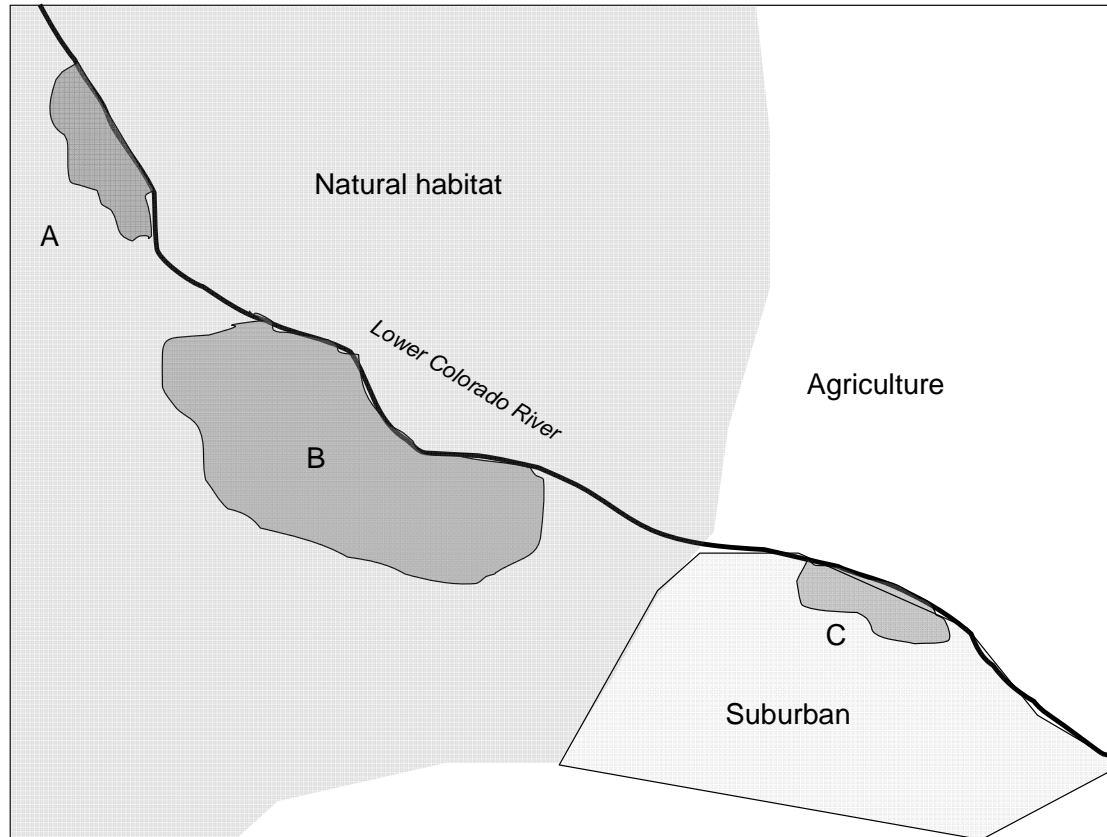 Natural habitat
A
Lower Colorado River
Agriculture
B
C
Suburban